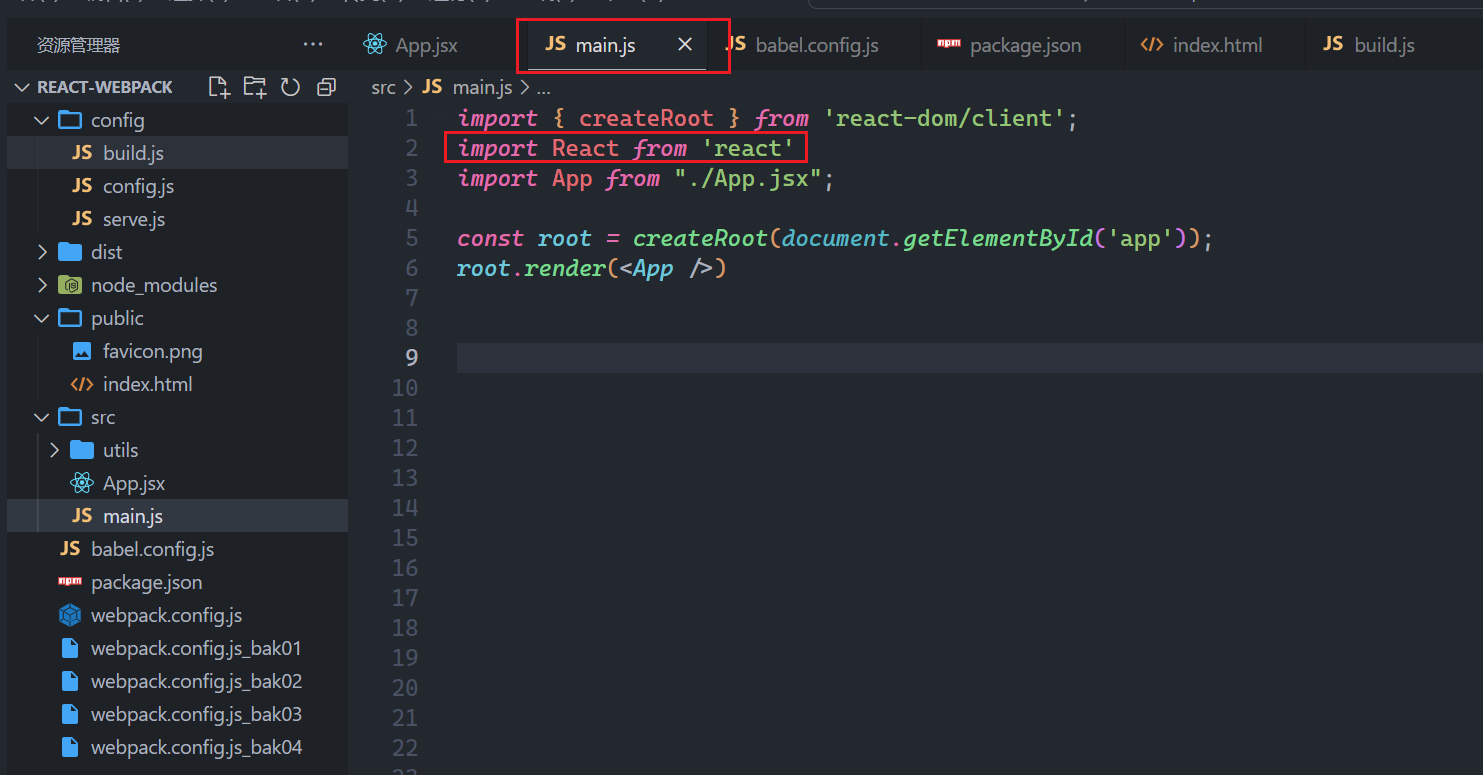 资源管理器 ···
App.jsx
JS main.js ×
JS babel.config.js
npm package.json
</> index.html
JS build.js
REACT-WEBPACK
src > JS main.js > ...
config
JS build.js
JS config.js
JS serve.js
dist
node_modules
public
favicon.png
</> index.html
src
utils
App.jsx
JS main.js
JS babel.config.js
npm package.json
webpack.config.js
webpack.config.js_bak01
webpack.config.js_bak02
webpack.config.js_bak03
webpack.config.js_bak04
1 import { createRoot } from 'react-dom/client';
2 import React from 'react'
3 import App from "./App.jsx";
4
5 const root = createRoot(document.getElementById('app'));
6 root.render(<App />)
7
8
9
10
11
12
13
14
15
16
17
18
19
20
21
22